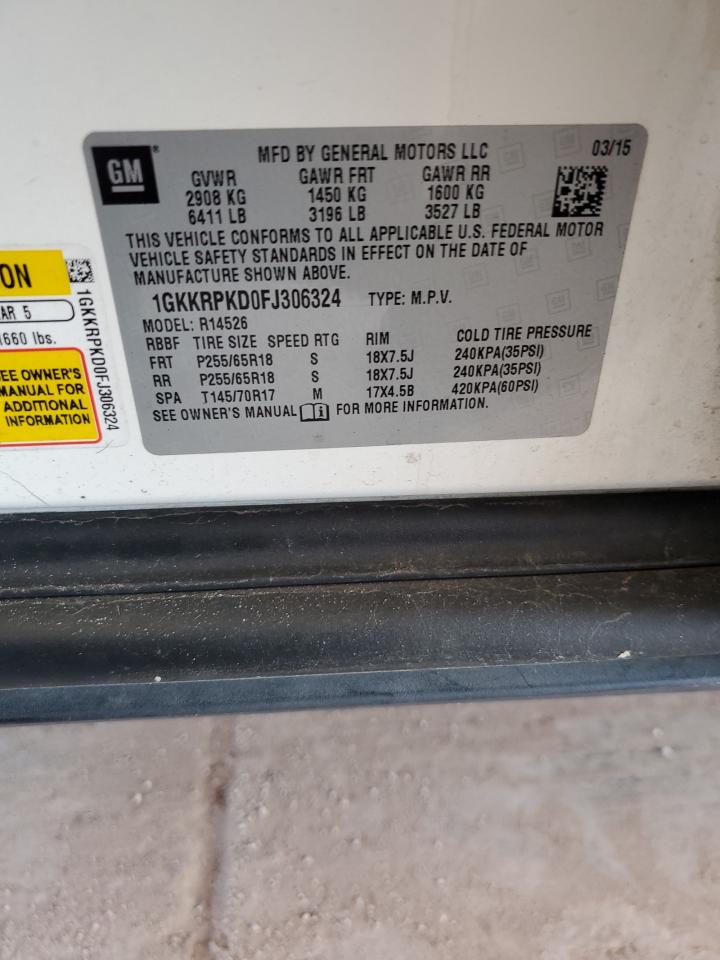 GM
MFD BY GENERAL MOTORS LLC 03/15
GVWR GAWR FRT GAWR RR
2908 KG 1450 KG 1600 KG
6411 LB 3196 LB 3527 LB
THIS VEHICLE CONFORMS TO ALL APPLICABLE U.S. FEDERAL MOTOR
VEHICLE SAFETY STANDARDS IN EFFECT ON THE DATE OF
MANUFACTURE SHOWN ABOVE.
1GKKRPKD0FJ306324 TYPE: M.P.V.
MODEL: R14526
RBBF TIRE SIZE SPEED RTG RIM COLD TIRE PRESSURE
FRT P255/65R18 S 18X7.5J 240KPA(35PSI)
RR P255/65R18 S 18X7.5J 240KPA(35PSI)
SPA T145/70R17 M 17X4.5B 420KPA(60PSI)
SEE OWNER'S MANUAL FOR MORE INFORMATION.
ON
AR 5
1660 lbs.
SEE OWNER'S
MANUAL FOR
ADDITIONAL
INFORMATION
1GKKRPKD0FJ306324